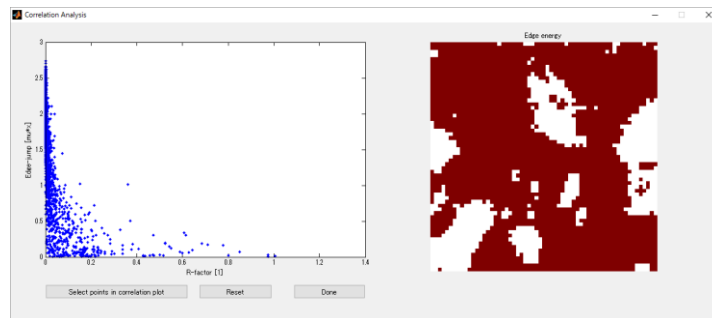 Correlation Analysis
Edge energy
3
2.5
2
1.5
1
0.5
0
Edge-jump [mu*x]
0 0.2 0.4 0.6 0.8 1 1.2 1.4
R-factor [1]
Select points in correlation plot Reset Done